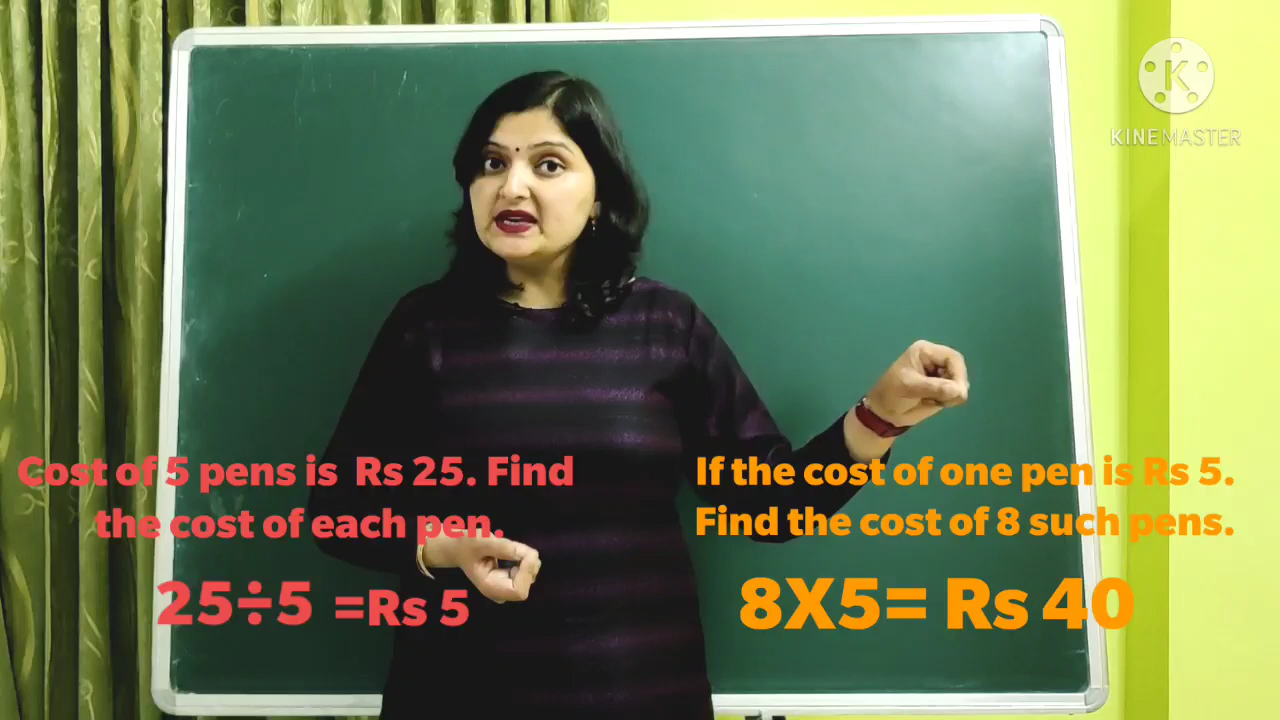 K
KINEMASTER
Cost of 5 pens is Rs 25. Find
the cost of each pen.
25÷5 =Rs 5
If the cost of one pen is Rs 5.
Find the cost of 8 such pens.
8X5= Rs 40